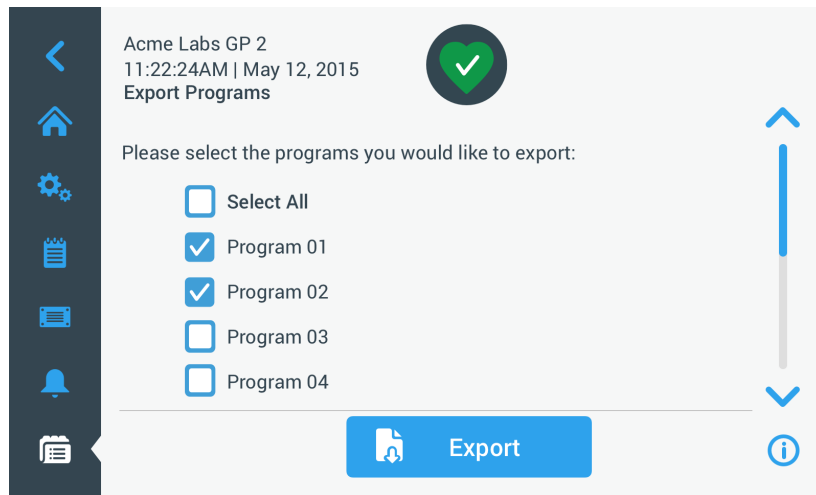 Acme Labs GP 2
11:22:24AM | May 12, 2015
Export Programs
Please select the programs you would like to export:
Select All
Program 01
Program 02
Program 03
Program 04
Export